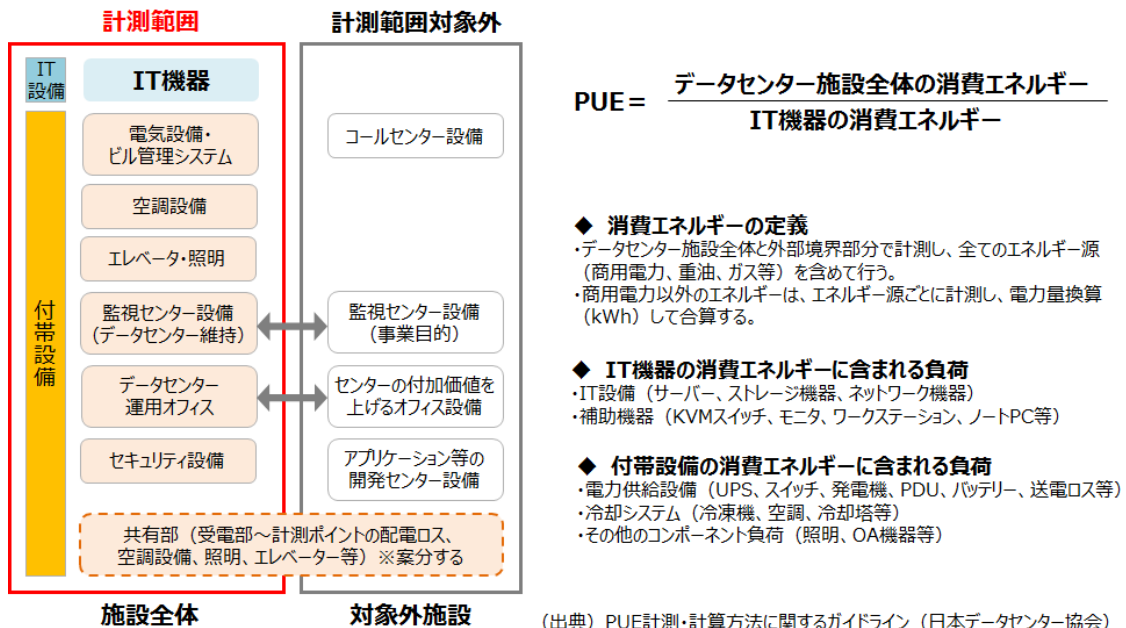 計測範囲
計測範囲対象外
IT
設備
IT機器
付帯設備
電気設備・
ビル管理システム
空調設備
エレベータ・照明
監視センター設備
(データセンター維持)
データセンター
運用オフィス
セキュリティ設備
コールセンター設備
監視センター設備
(事業目的)
センターの付加価値を
上げるオフィス設備
アプリケーション等の
開発センター設備
共有部（受電部～計測ポイントの配電ロス、
空調設備、照明、エレベーター等）※案分する
施設全体
対象外施設
PUE＝
データセンター施設全体の消費エネルギー
IT機器の消費エネルギー
◆ 消費エネルギーの定義
・データセンター施設全体と外部境界部分で計測し、全てのエネルギー源
（商用電力、重油、ガス等）を含めて行う。
・商用電力以外のエネルギーは、エネルギー源ごとに計測し、電力量換算
（kWh）して合算する。
◆ IT機器の消費エネルギーに含まれる負荷
・IT設備（サーバー、ストレージ機器、ネットワーク機器）
・補助機器（KVMスイッチ、モニタ、ワークステーション、ノートPC等）
◆ 付帯設備の消費エネルギーに含まれる負荷
・電力供給設備（UPS、スイッチ、発電機、PDU、バッテリー、送電ロス等）
・冷却システム（冷凍機、空調、冷却塔等）
・その他のコンポーネント負荷（照明、OA機器等）
（出典）PUE計測・計算方法に関するガイドライン（日本データセンター協会）